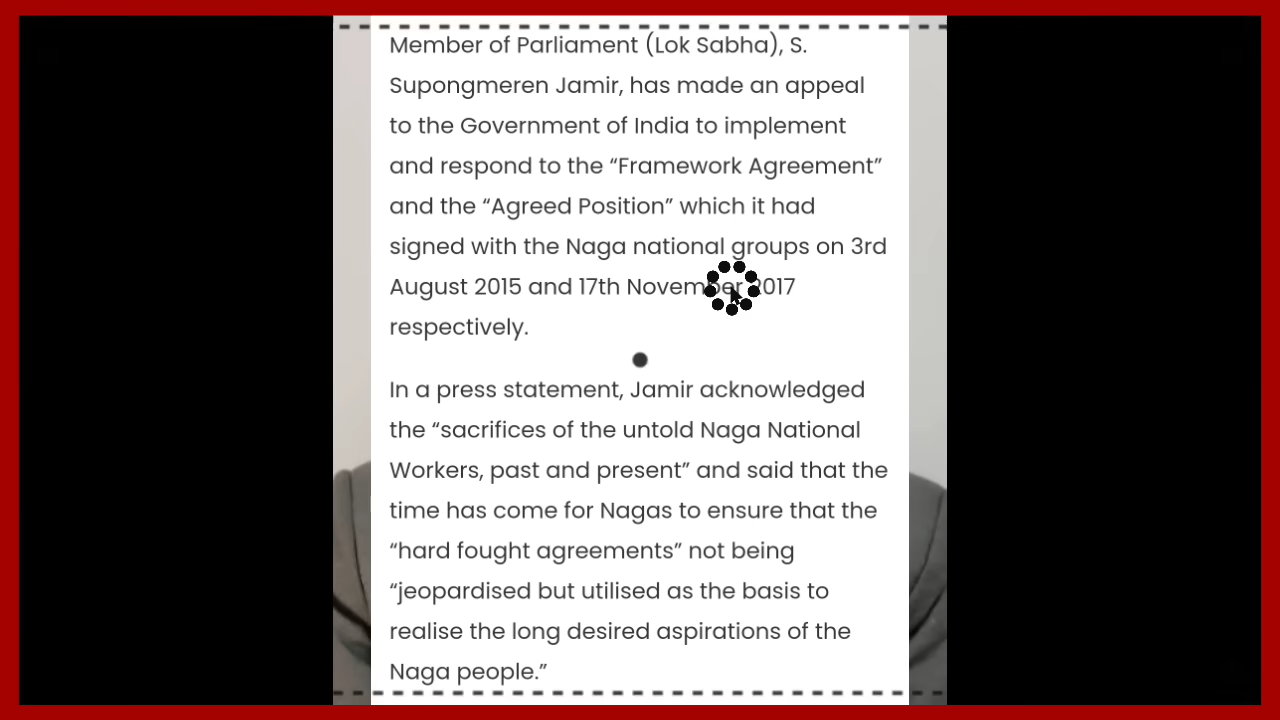 Member of Parliament (Lok Sabha), S.
Supongmeren Jamir, has made an appeal
to the Government of India to implement
and respond to the “Framework Agreement”
and the “Agreed Position” which it had
signed with the Naga national groups on 3rd
August 2015 and 17th November 2017
respectively.
In a press statement, Jamir acknowledged
the “sacrifices of the untold Naga National
Workers, past and present” and said that the
time has come for Nagas to ensure that the
“hard fought agreements” not being
“jeopardised but utilised as the basis to
realise the long desired aspirations of the
Naga people.”